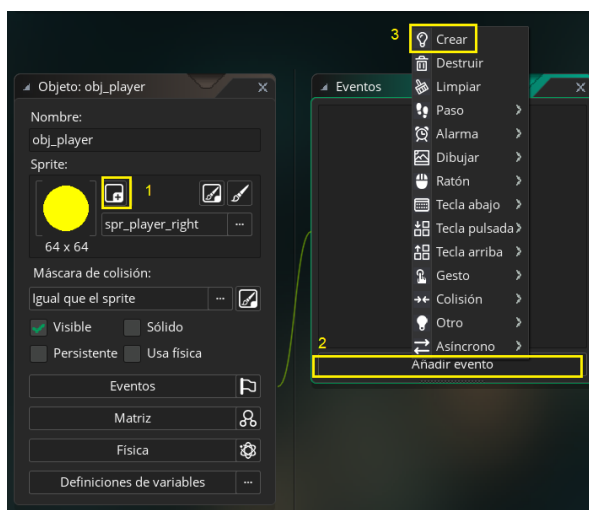 Objeto: obj_player
Nombre:
obj_player
Sprite:
1
spr_player_right
...
64 x 64
Máscara de colisión:
Igual que el sprite
...
Visible
Sólido
Persistente
Usa física
Eventos
Matriz
Física
Definiciones de variables
...
Eventos
3
Crear
Destruir
Limpiar
Paso
Alarma
Dibujar
Ratón
Tecla abajo
Tecla pulsada
Tecla arriba
Gesto
Colisión
Otro
Asíncrono
2
Añadir evento